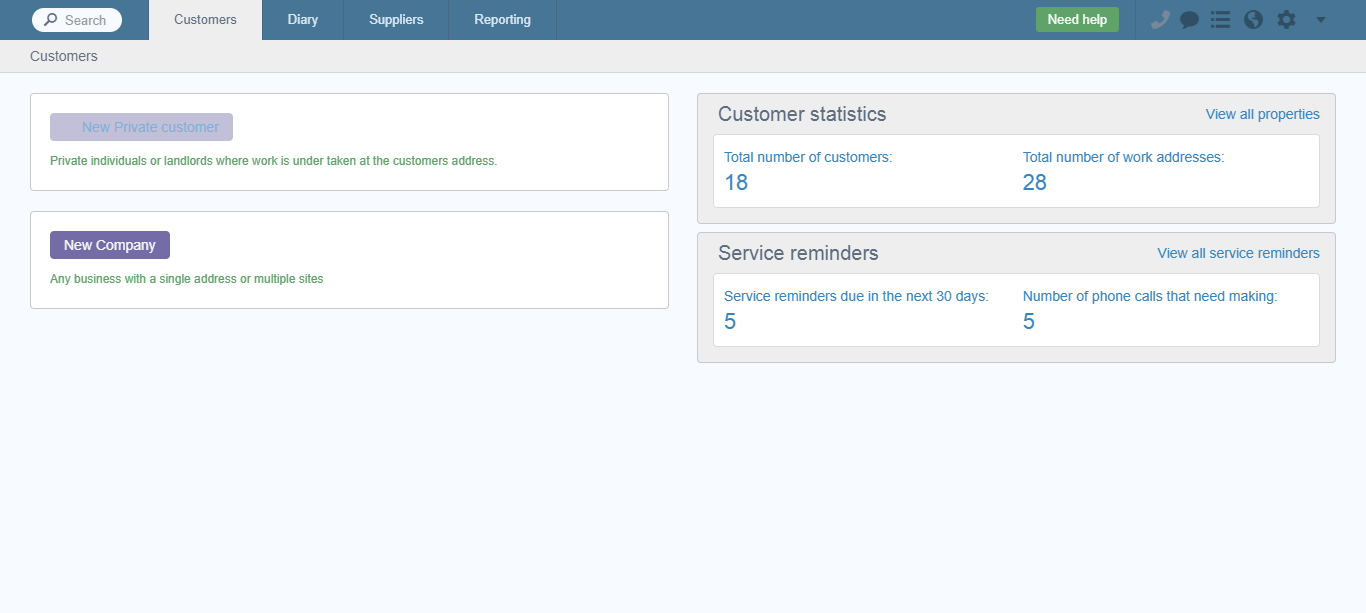 Search
Customers
Diary
Suppliers
Reporting
Need help
Customers
New Private customer
Private individuals or landlords where work is under taken at the customers address.
New Company
Any business with a single address or multiple sites
Customer statistics
View all properties
Total number of customers:
18
Total number of work addresses:
28
Service reminders
View all service reminders
Service reminders due in the next 30 days:
5
Number of phone calls that need making:
5